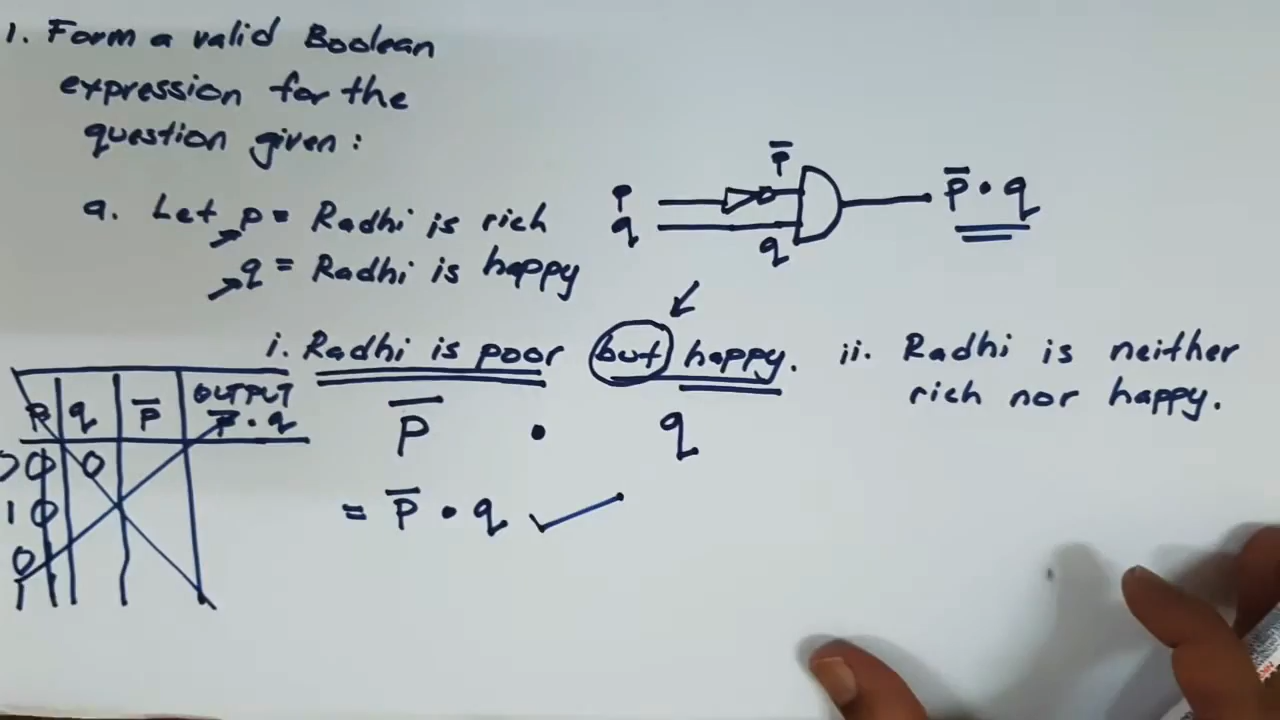 1. Form a valid Boolean
expression for the
question given:
a. Let p = Radhi is rich
q = Radhi is happy
p
q
p̅
q
p̅ · q
i. Radhi is poor but happy.
p̅ · q
= p̅ · q ✓
ii. Radhi is neither
rich nor happy.
OUTPUT
p q p̅ p̅ · q
0 0 0
1 0
0
1